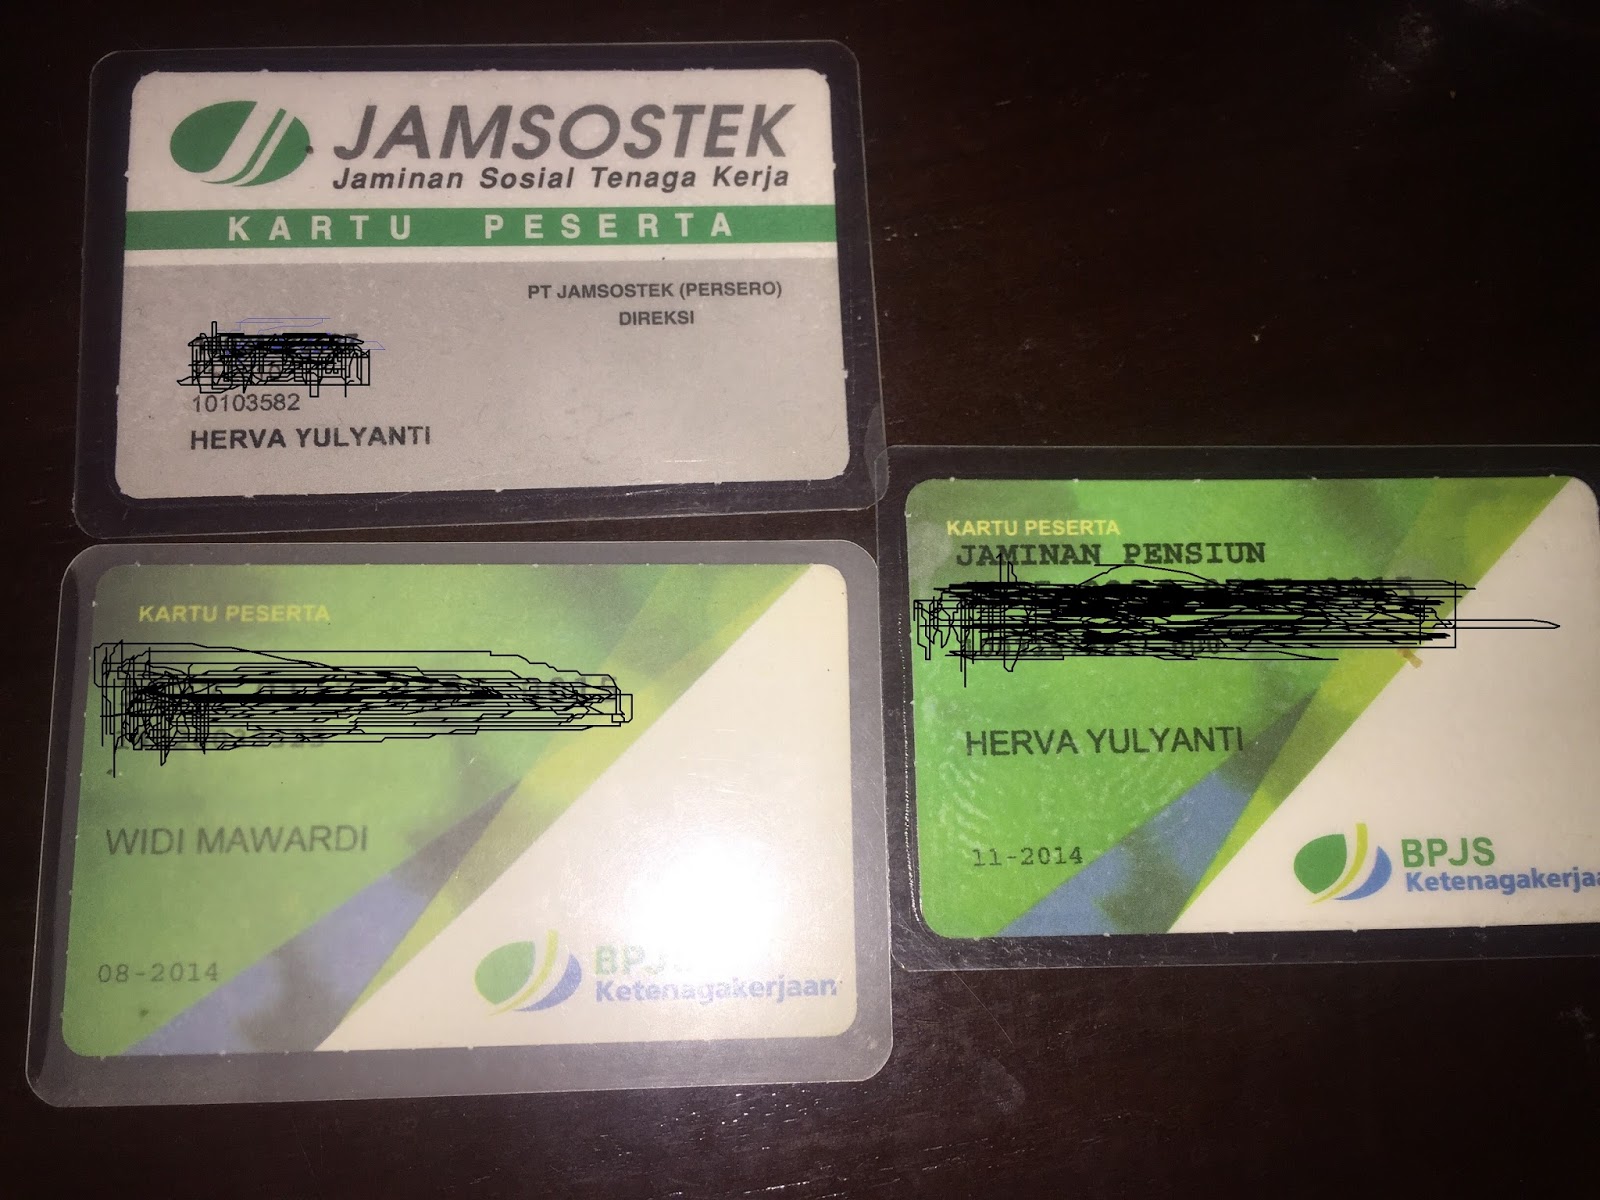 JAMSOSTEK
Jaminan Sosial Tenaga Kerja
KARTU PESERTA
PT JAMSOSTEK (PERSERO)
DIREKSI
10103582
HERVA YULYANTI
KARTU PESERTA
WIDI MAWARDI
08-2014
BPJS
Ketenagakerjaan
KARTU PESERTA
JAMINAN PENSIUN
HERVA YULYANTI
11-2014
BPJS